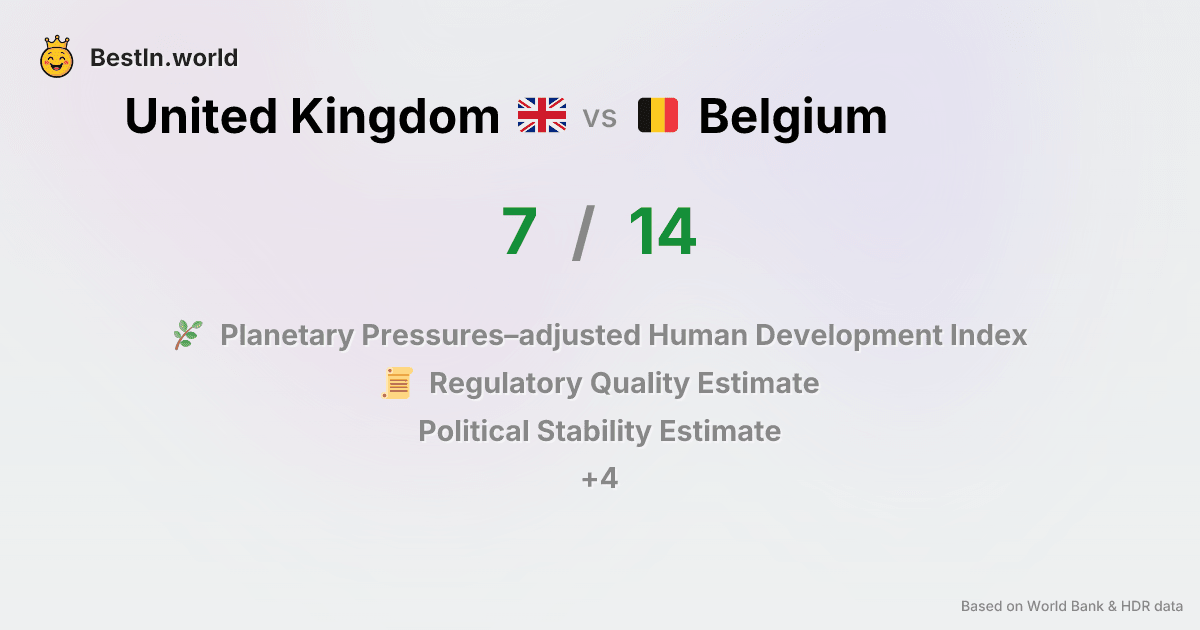 BestIn.world
United Kingdom vs Belgium
7 / 14
Planetary Pressures–adjusted Human Development Index
Regulatory Quality Estimate
Political Stability Estimate
+4
Based on World Bank & HDR data